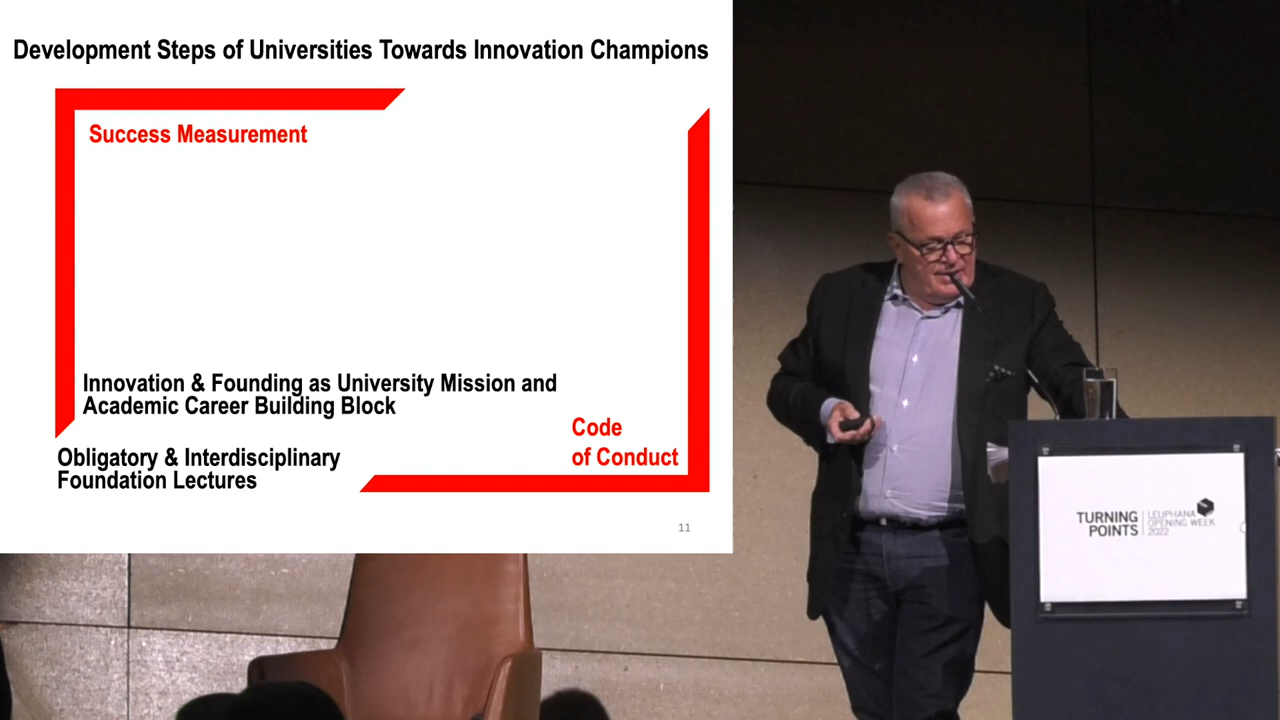 Development Steps of Universities Towards Innovation Champions
Success Measurement
Innovation & Founding as University Mission and
Academic Career Building Block
Code
of Conduct
Obligatory & Interdisciplinary
Foundation Lectures
11
TURNING
POINTS
LEUPHANA
OPENING WEEK
2022